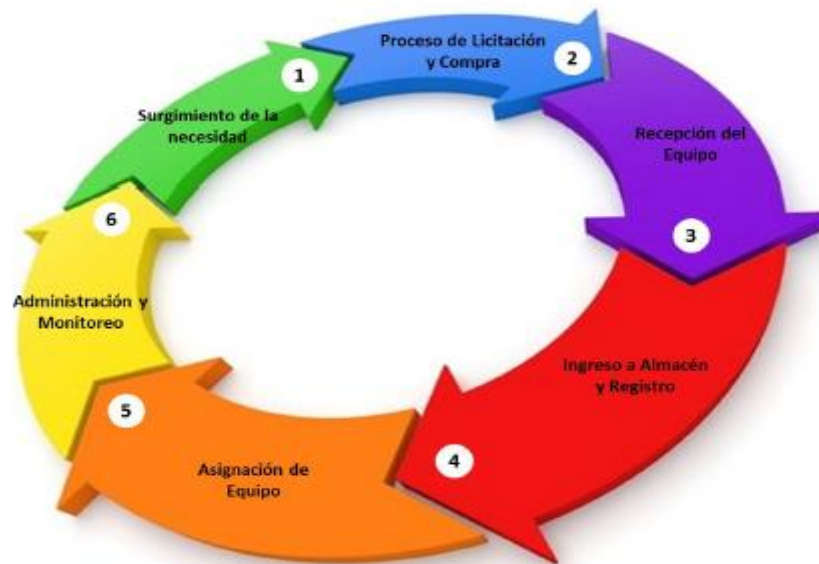 1
Surgimiento de la
necesidad
2
Proceso de Licitación
y Compra
3
Recepción del
Equipo
4
Ingreso a Almacén
y Registro
5
Asignación de
Equipo
6
Administración y
Monitoreo